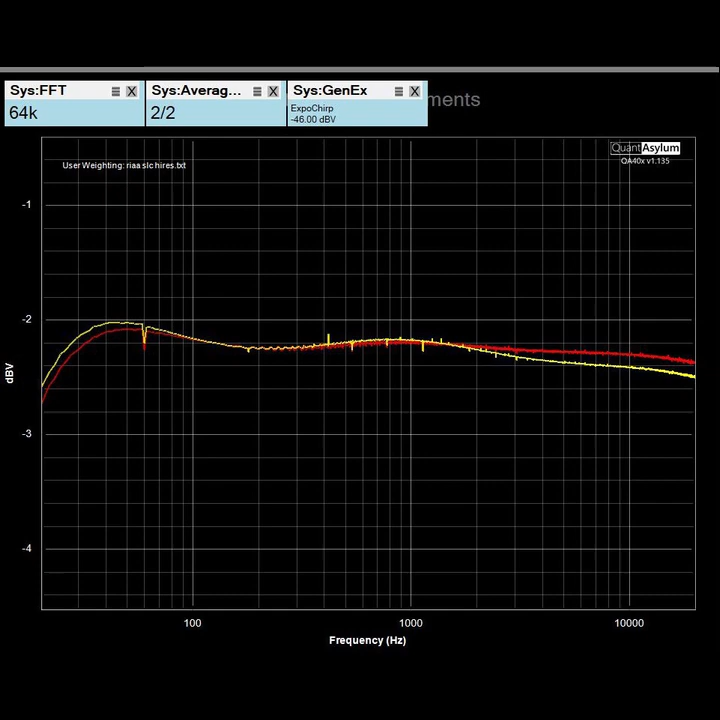 Sys:FFT
64k
Sys:Averag...
2/2
Sys:GenEx
ExpoChirp
-46.00 dBV
ments
User Weighting: riaa slc hires.txt
QuantAsylum
QA40x v1.135
-1
-2
-3
-4
dBV
100
1000
10000
Frequency (Hz)